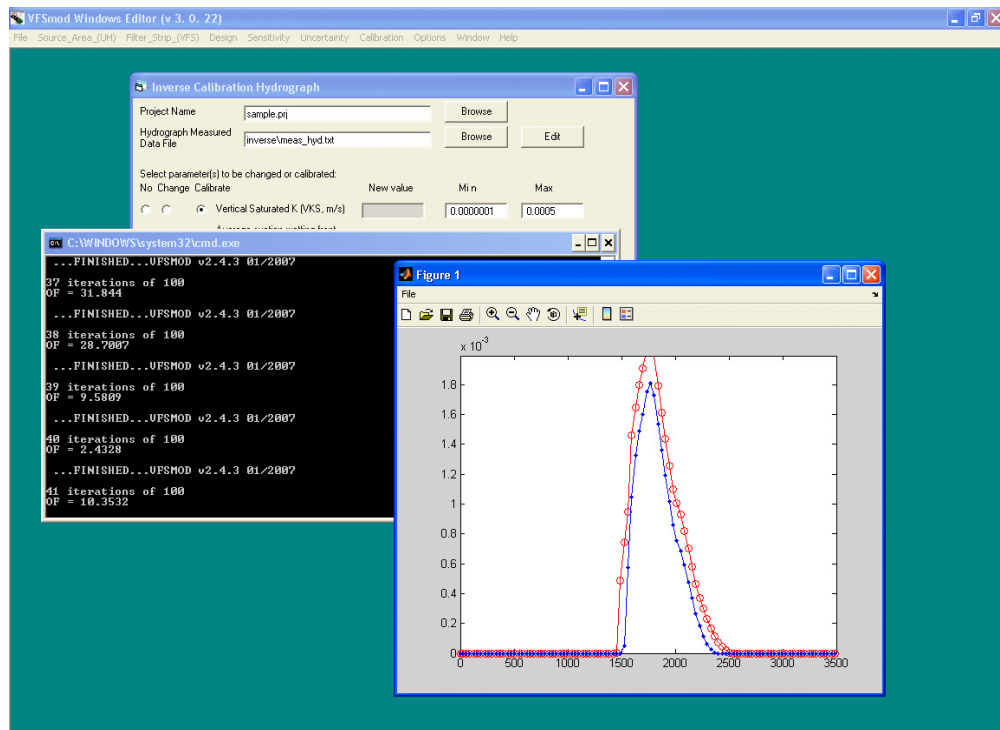 VFSmod Windows Editor (v 3. 0. 22)
File Source_Area_(UH) Filter_Strip_(VFS) Design Sensitivity Uncertainty Calibration Options Window Help
Inverse Calibration Hydrograph
Project Name sample.prj Browse
Hydrograph Measured
Data File inverse\meas_hyd.txt Browse Edit
Select parameter(s) to be changed or calibrated:
No Change Calibrate New value Min Max
Vertical Saturated K (VKS, m/s) 0.0000001 0.0005
Average suction wetting front
C:\WINDOWS\system32\cmd.exe
...FINISHED...VFSMOD v2.4.3 01/2007
37 iterations of 100
OF = 31.844
...FINISHED...VFSMOD v2.4.3 01/2007
38 iterations of 100
OF = 28.7007
...FINISHED...VFSMOD v2.4.3 01/2007
39 iterations of 100
OF = 9.5809
...FINISHED...VFSMOD v2.4.3 01/2007
40 iterations of 100
OF = 2.4328
...FINISHED...VFSMOD v2.4.3 01/2007
41 iterations of 100
OF = 10.3532
Figure 1
File
x 10⁻³
1.8
1.6
1.4
1.2
1
0.8
0.6
0.4
0.2
0
0 500 1000 1500 2000 2500 3000 3500